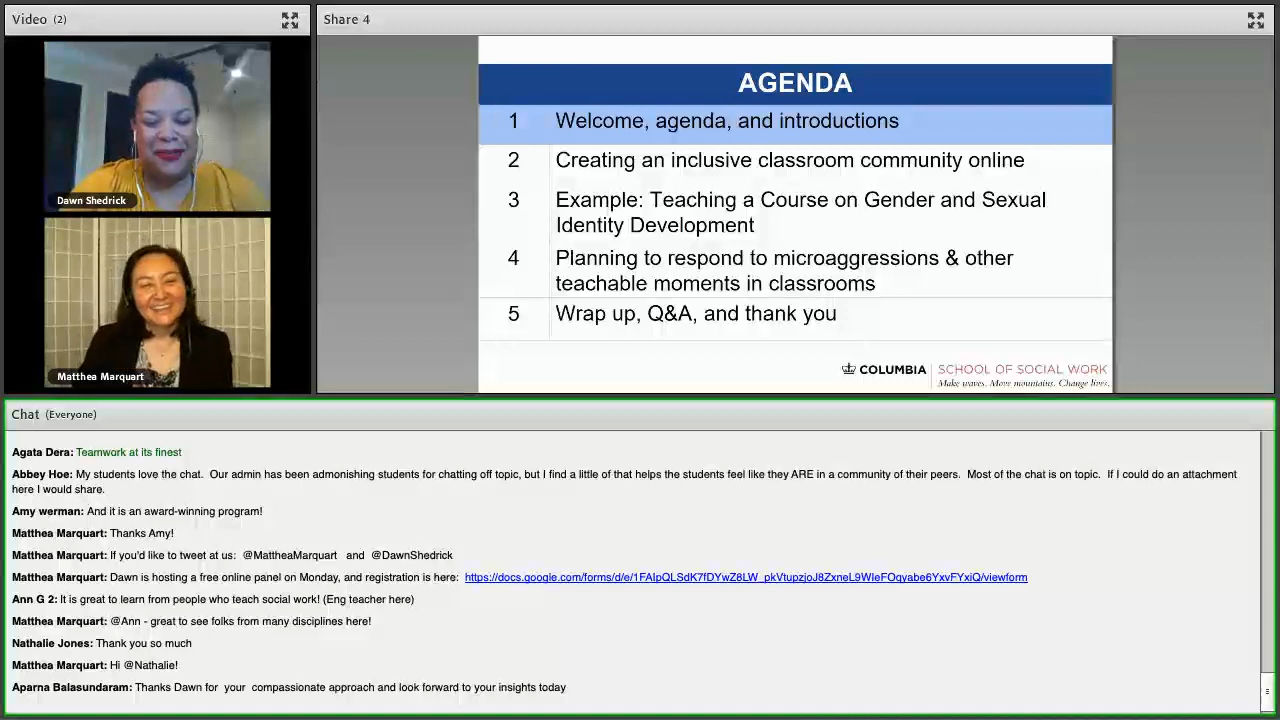 Video (2)
Dawn Shedrick
Matthea Marquart
Share 4
AGENDA
1 Welcome, agenda, and introductions
2 Creating an inclusive classroom community online
3 Example: Teaching a Course on Gender and Sexual
Identity Development
4 Planning to respond to microaggressions & other
teachable moments in classrooms
5 Wrap up, Q&A, and thank you
COLUMBIA SCHOOL OF SOCIAL WORK
Make waves. Move mountains. Change lives.
Chat (Everyone)
Agata Dera: Teamwork at its finest
Abbey Hoe: My students love the chat. Our admin has been admonishing students for chatting off topic, but I find a little of that helps the students feel like they ARE in a community of their peers. Most of the chat is on topic. If I could do an attachment
here I would share.
Amy werman: And it is an award-winning program!
Matthea Marquart: Thanks Amy!
Matthea Marquart: If you'd like to tweet at us: @MattheaMarquart and @DawnShedrick
Matthea Marquart: Dawn is hosting a free online panel on Monday, and registration is here:
Ann G 2: It is great to learn from people who teach social work! (Eng teacher here)
Matthea Marquart: @Ann - great to see folks from many disciplines here!
Nathalie Jones: Thank you so much
Matthea Marquart: Hi @Nathalie!
Aparna Balasundaram: Thanks Dawn for your compassionate approach and look forward to your insights today